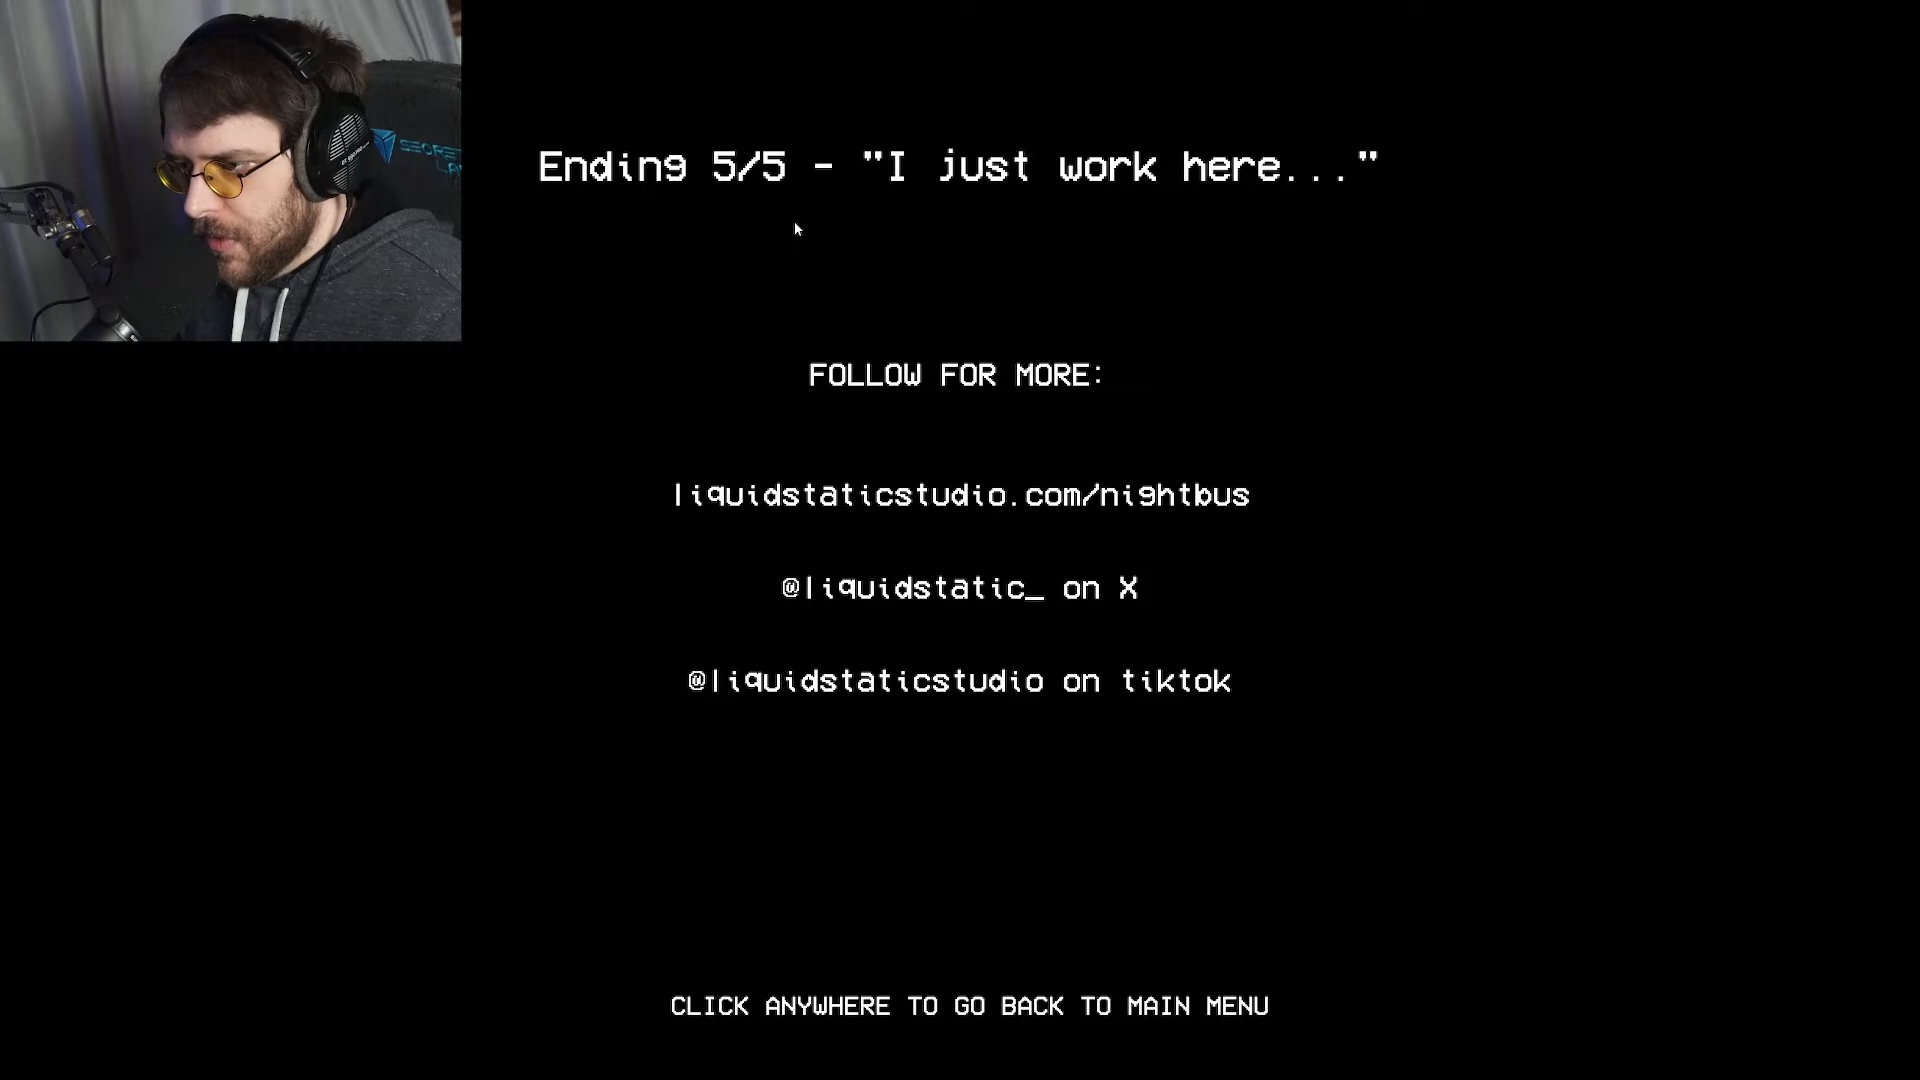 Ending 5/5 - "I just work here..."
FOLLOW FOR MORE:
liquidstaticstudio.com/nightbus
@liquidstatic_ on X
@liquidstaticstudio on tiktok
CLICK ANYWHERE TO GO BACK TO MAIN MENU